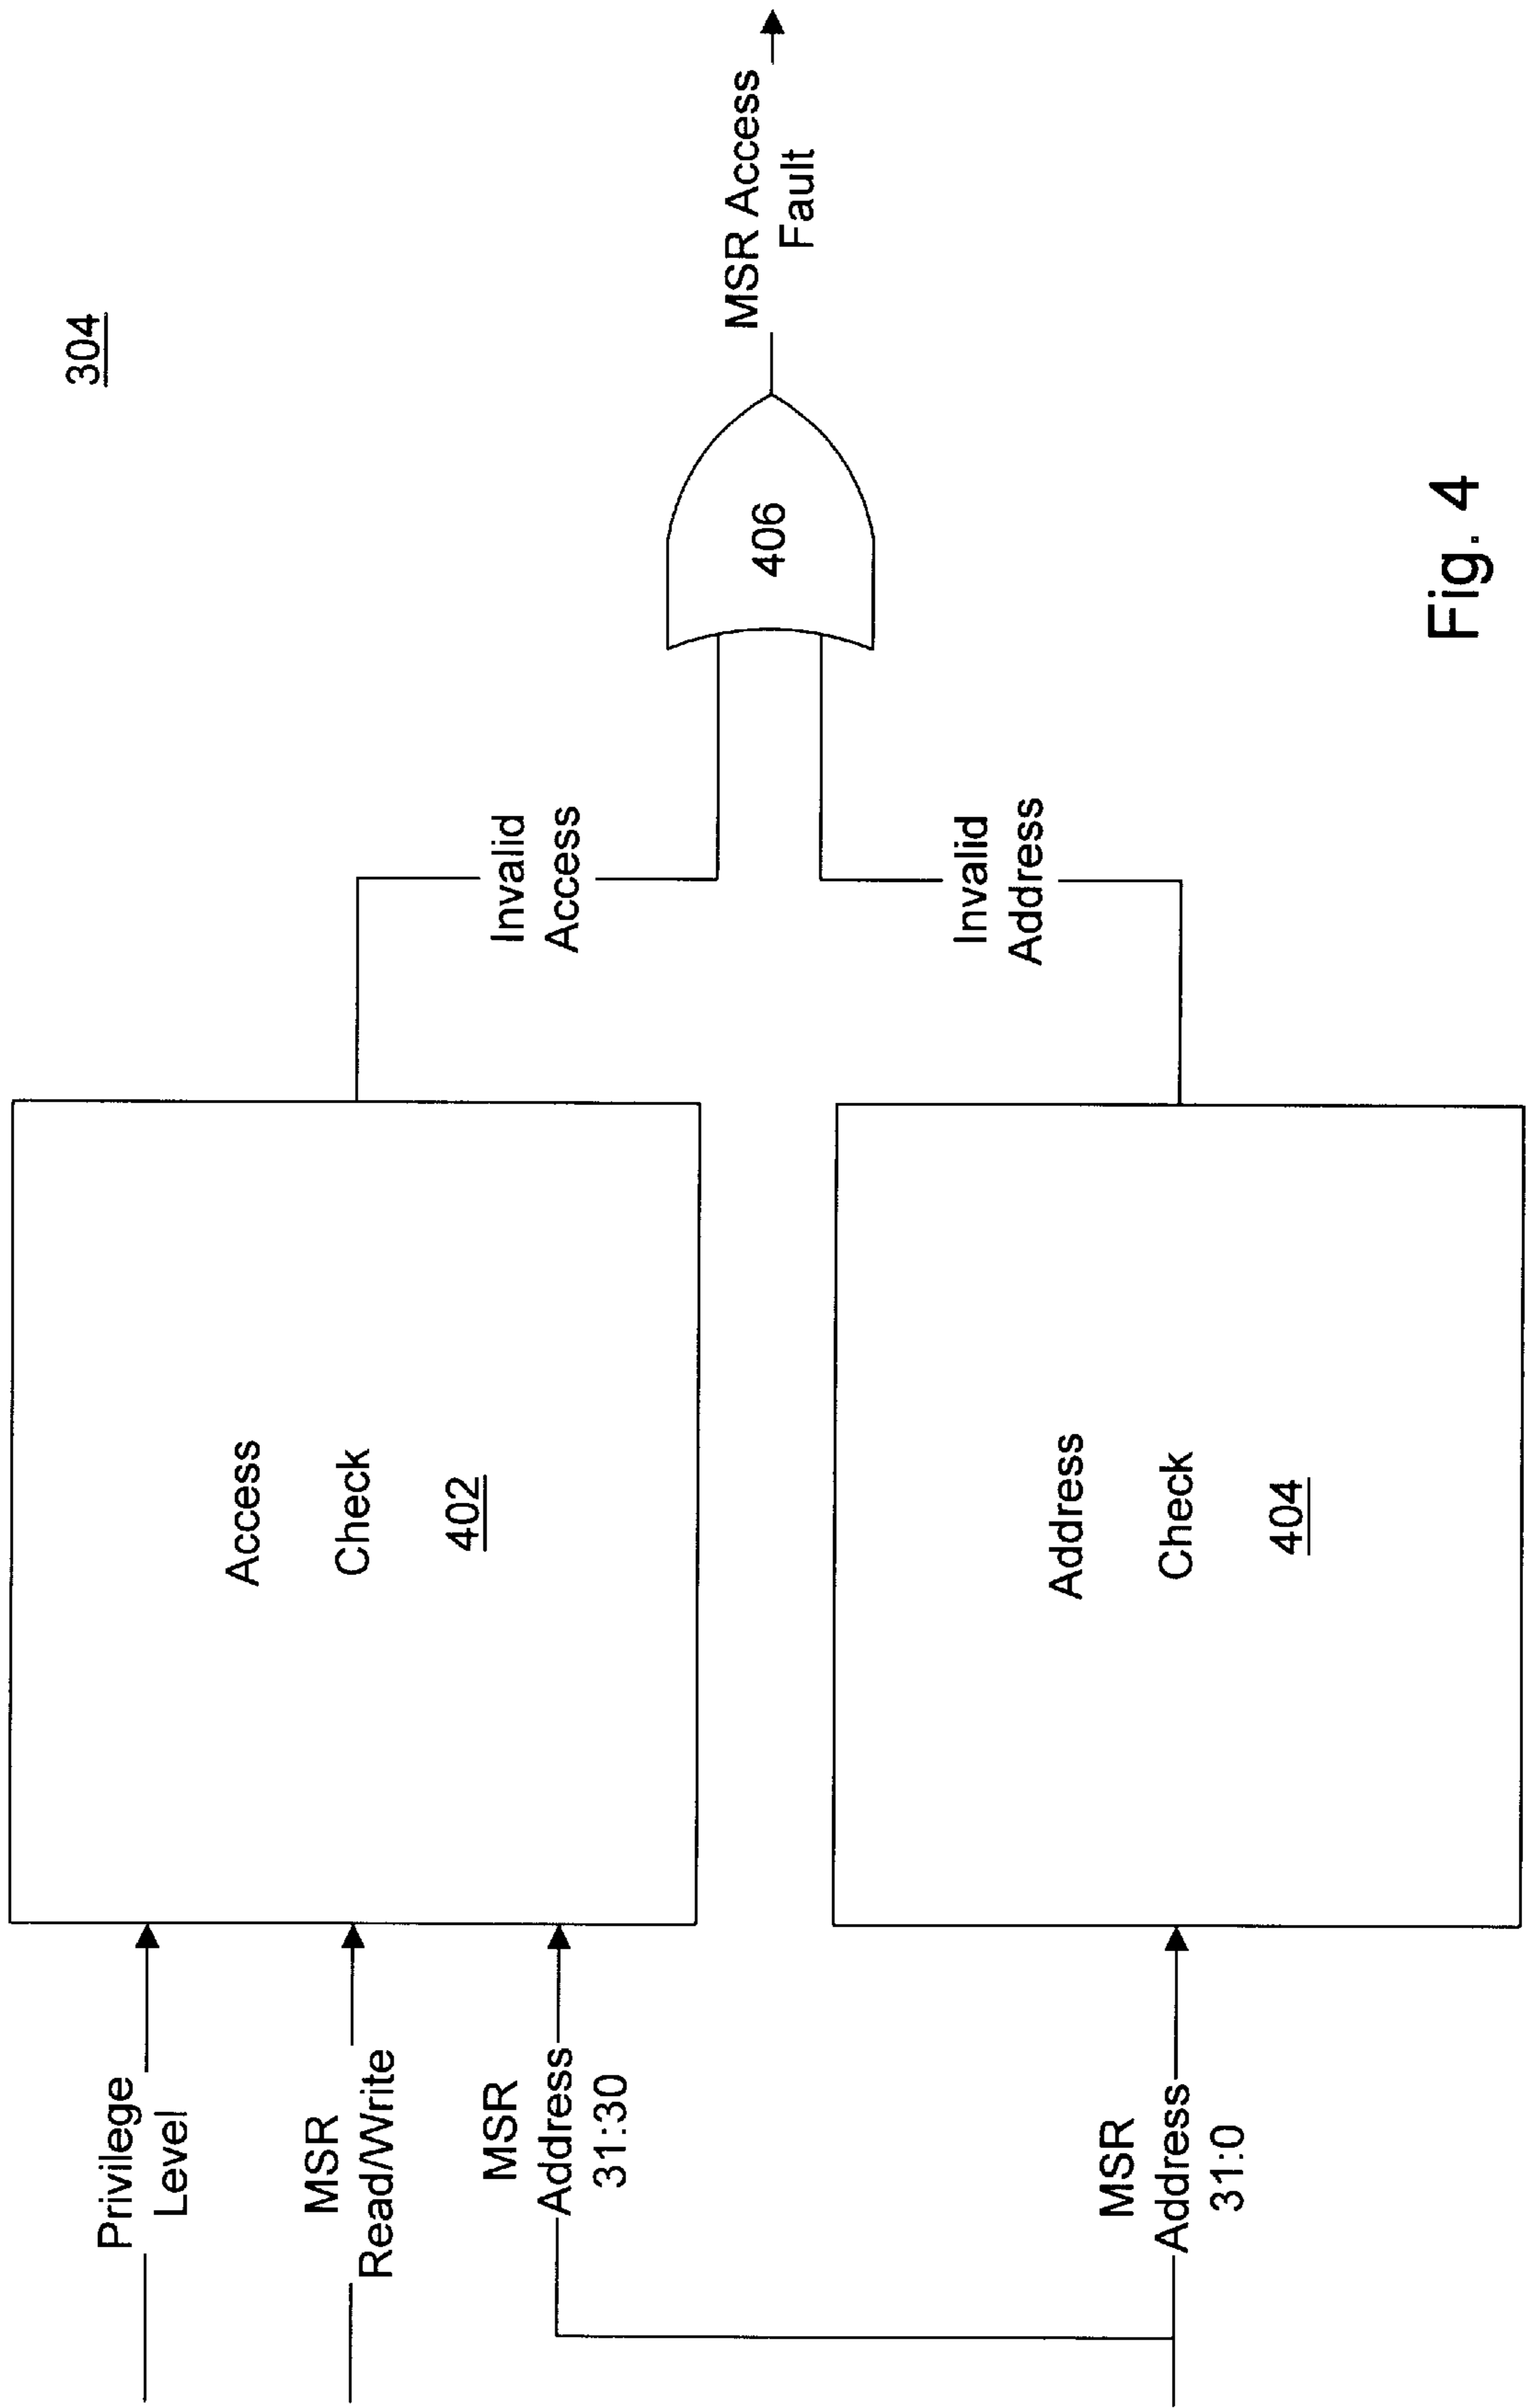 304
Privilege
Level
MSR
Read/Write
MSR
Address
31:30
Access
Check
402
Invalid
Access
406
MSR Access
Fault
MSR
Address
31:0
Address
Check
404
Invalid
Address
Fig. 4